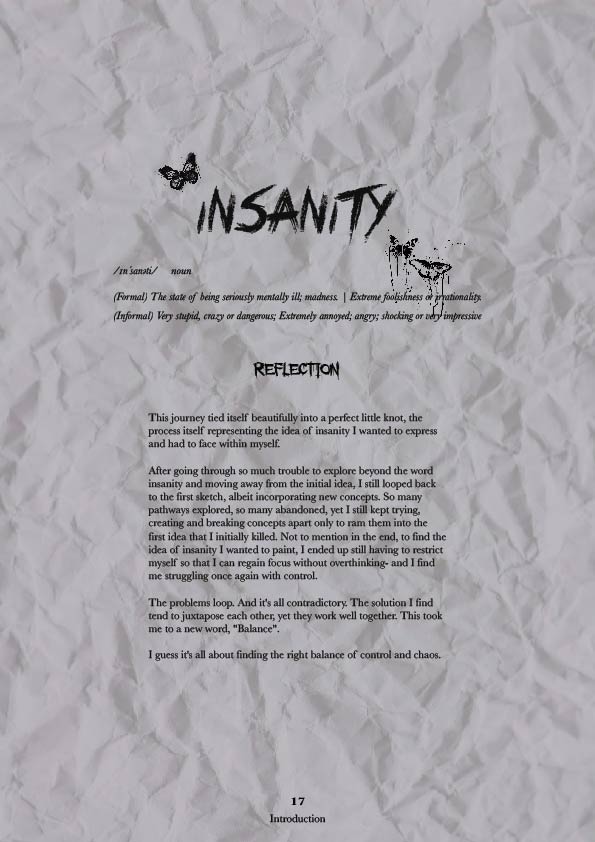 iNSANiTY
/ɪnˈsanəti/ noun
(Formal) The state of being seriously mentally ill; madness. | Extreme foolishness or irrationality.
(Informal) Very stupid, crazy or dangerous; Extremely annoyed; angry; shocking or very impressive
REFLECTION
This journey tied itself beautifully into a perfect little knot, the
process itself representing the idea of insanity I wanted to express
and had to face within myself.
After going through so much trouble to explore beyond the word
insanity and moving away from the initial idea, I still looped back
to the first sketch, albeit incorporating new concepts. So many
pathways explored, so many abandoned, yet I still kept trying,
creating and breaking concepts apart only to ram them into the
first idea that I initially killed. Not to mention in the end, to find the
idea of insanity I wanted to paint, I ended up still having to restrict
myself so that I can regain focus without overthinking- and I find
me struggling once again with control.
The problems loop. And it's all contradictory. The solution I find
tend to juxtapose each other, yet they work well together. This took
me to a new word, "Balance".
I guess it's all about finding the right balance of control and chaos.
17
Introduction